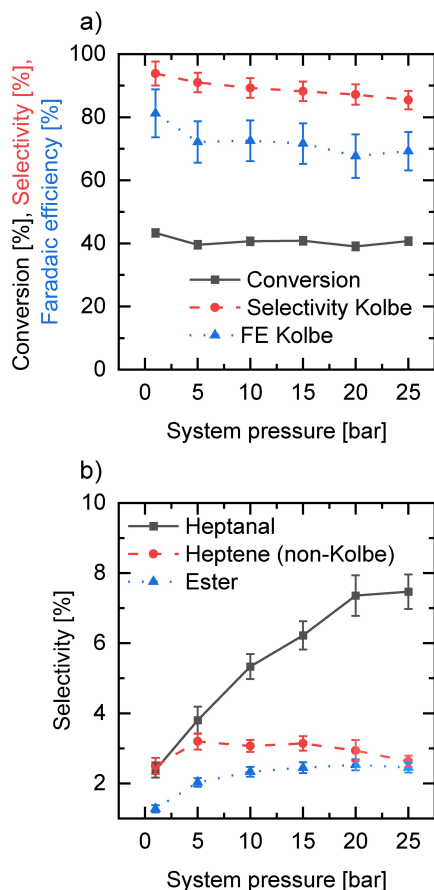 a)
Conversion [%], Selectivity [%],
Faradaic efficiency [%]
100
80
60
40
20
0
Conversion
Selectivity Kolbe
FE Kolbe
0 5 10 15 20 25
System pressure [bar]
b)
Selectivity [%]
10
8
6
4
2
Heptanal
Heptene (non-Kolbe)
Ester
0 5 10 15 20 25
System pressure [bar]